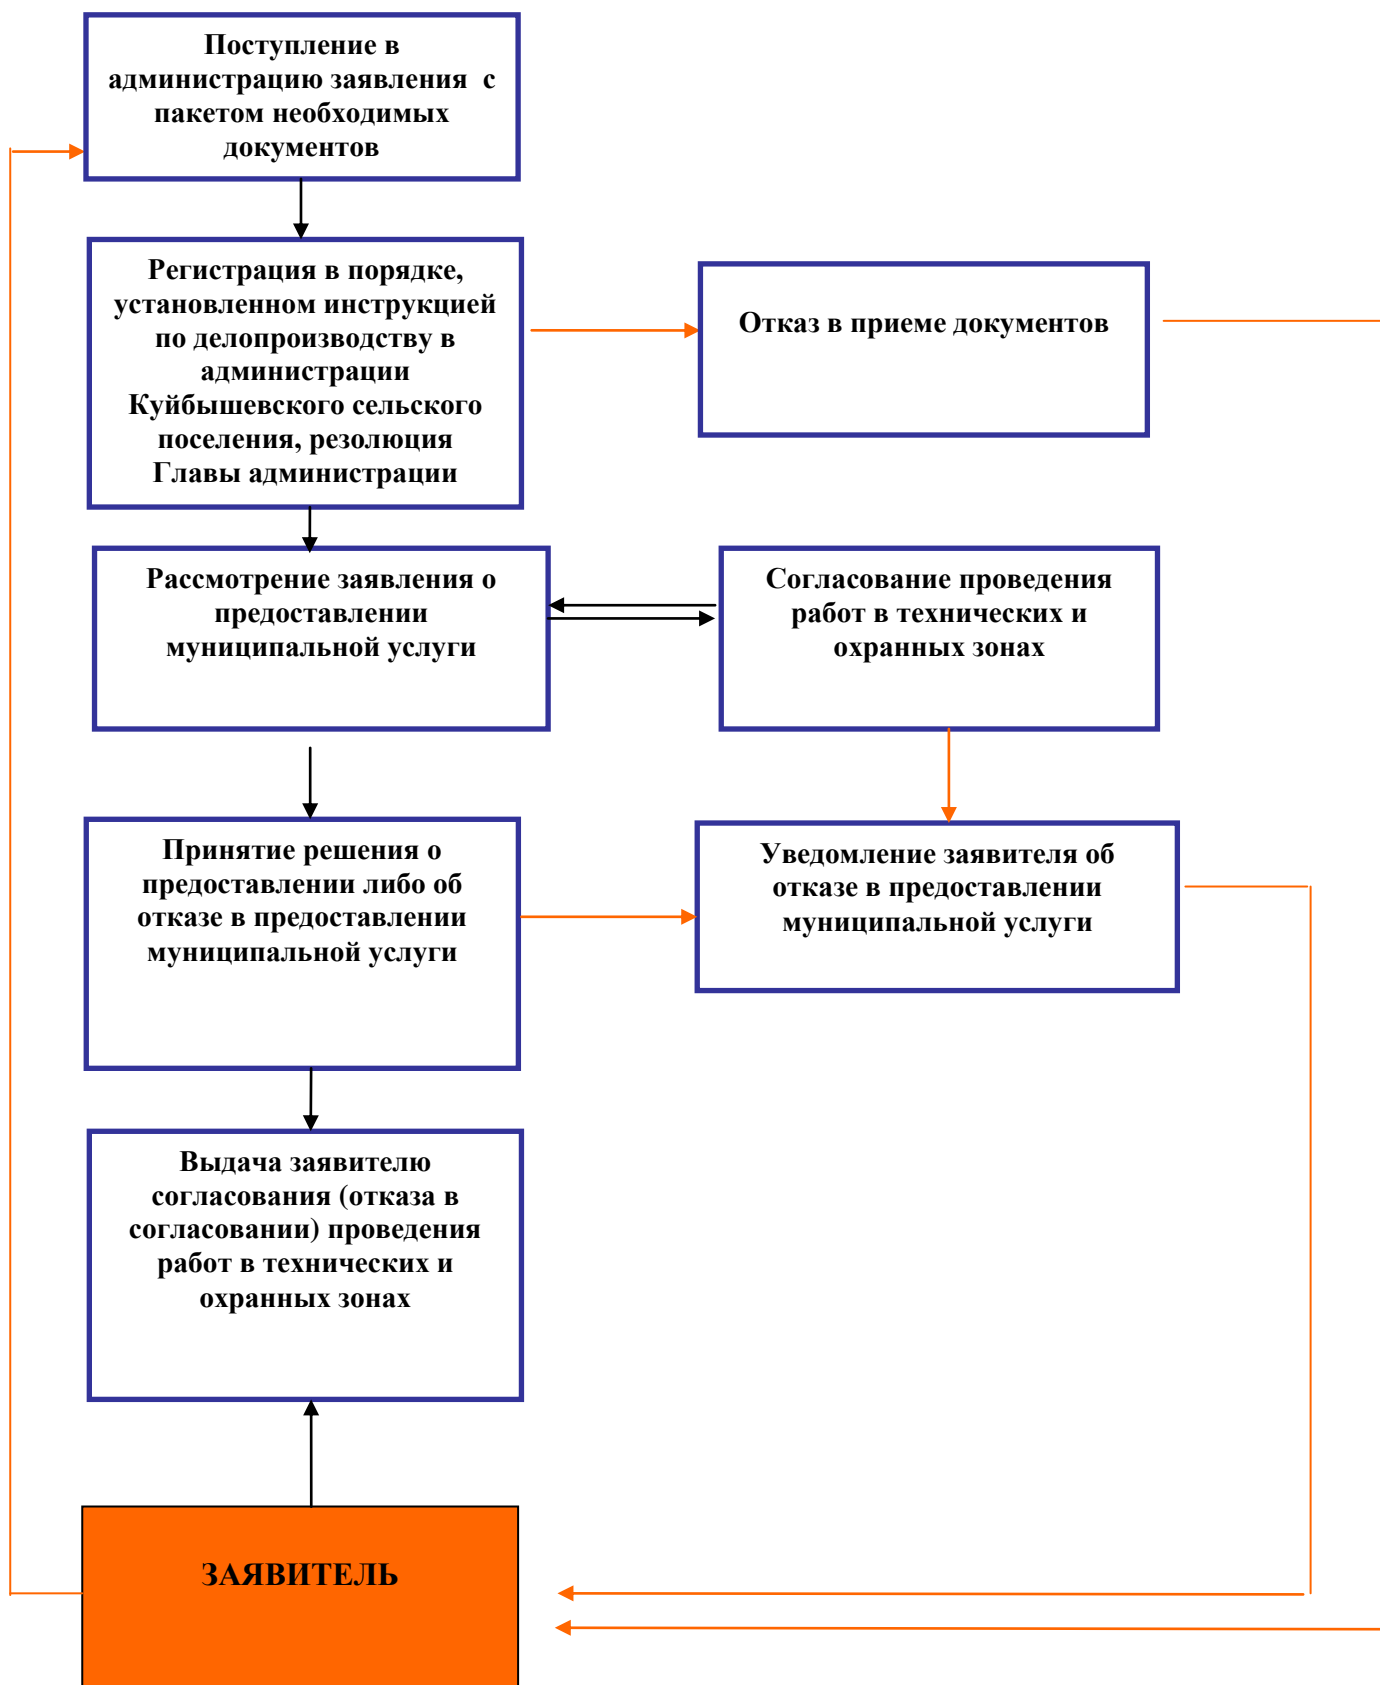 Поступление в
администрацию заявления  с
пакетом необходимых
документов
Регистрация в порядке,
установленном инструкцией
по делопроизводству в
администрации
Куйбышевского сельского
поселения, резолюция
Главы администрации
Отказ в приеме документов
Рассмотрение заявления о
предоставлении
муниципальной услуги
Согласование проведения
работ в технических и
охранных зонах
Принятие решения о
предоставлении либо об
отказе в предоставлении
муниципальной услуги
Уведомление заявителя об
отказе в предоставлении
муниципальной услуги
Выдача заявителю
согласования (отказа в
согласовании) проведения
работ в технических и
охранных зонах
ЗАЯВИТЕЛЬ